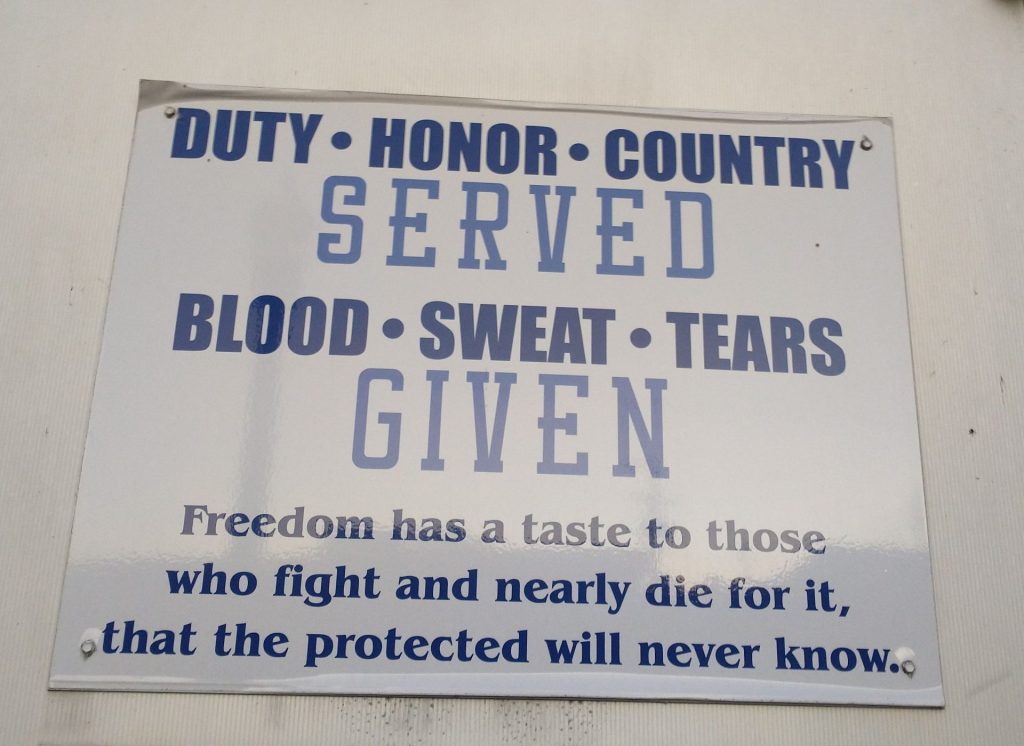 DUTY • HONOR • COUNTRY
SERVED
BLOOD • SWEAT • TEARS
GIVEN
Freedom has a taste to those
who fight and nearly die for it,
that the protected will never know.